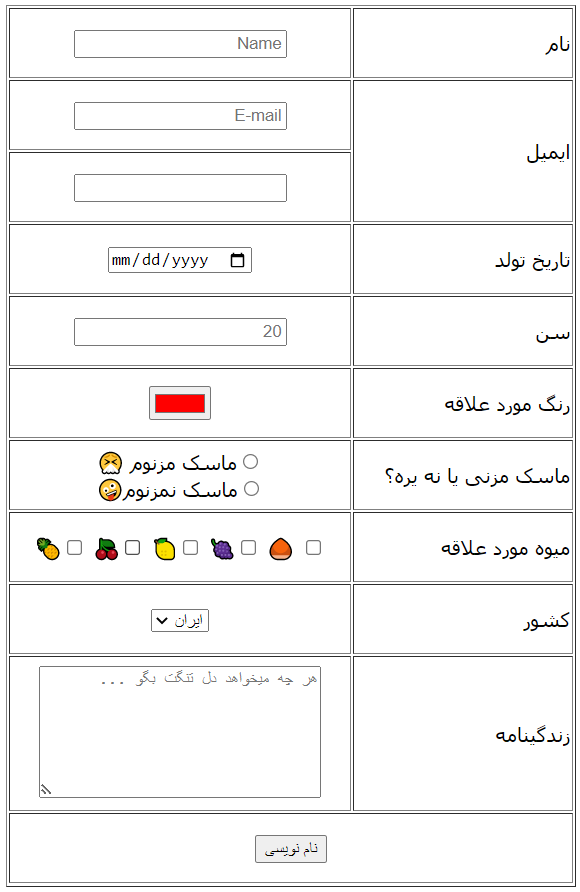 نام
Name
ایمیل
E-mail
تاریخ تولد
mm/dd/yyyy
سن
20
رنگ مورد علاقه
ماسک مزنی یا نه یره؟
ماسک مزنوم
ماسک نمزنوم
میوه مورد علاقه
کشور
ایران
زندگینامه
هر چه میخواهد دل تنگت بگو ...
نام نویسی